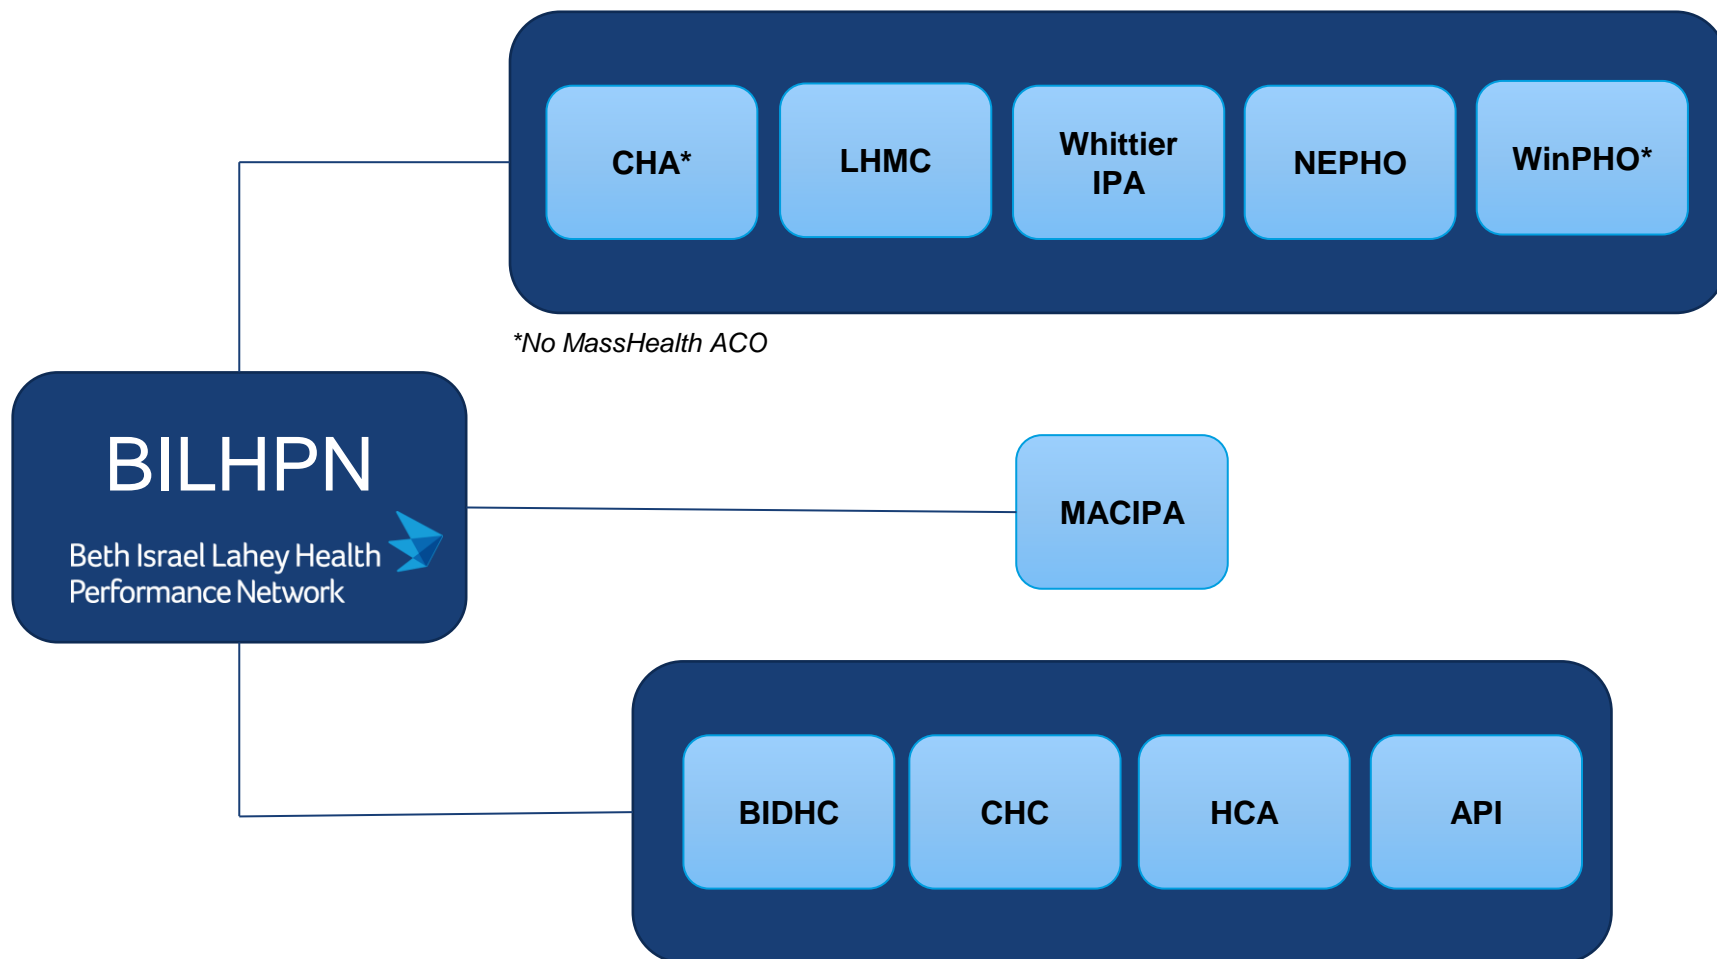 CHA*
LHMC
Whittier
IPA
NEPHO
WinPHO*
*No MassHealth ACO
BILHPN
Beth Israel Lahey Health
Performance Network
MACIPA
BIDHC
CHC
HCA
API